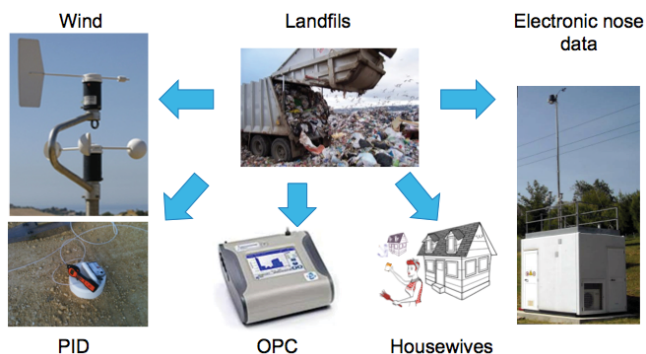 Wind
Landfils
Electronic nose
data
PID
OPC
Housewives